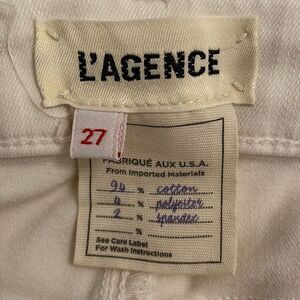 L'AGENCE
27
FABRIQUÉ AUX U.S.A.
From Imported Materials
94 % cotton
4 % polyester
2 % spandex
%
See Care Label
For Wash Instructions